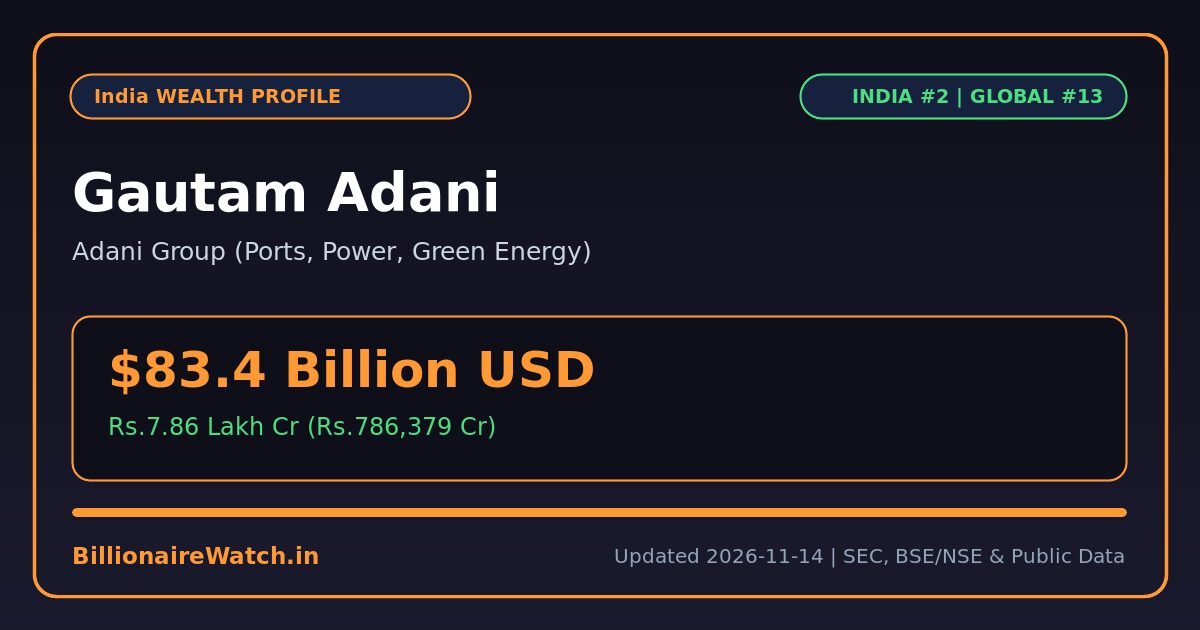 India WEALTH PROFILE
INDIA #2 | GLOBAL #13
Gautam Adani
Adani Group (Ports, Power, Green Energy)
$83.4 Billion USD
Rs.7.86 Lakh Cr (Rs.786,379 Cr)
BillionaireWatch.in
Updated 2026-11-14 | SEC, BSE/NSE & Public Data